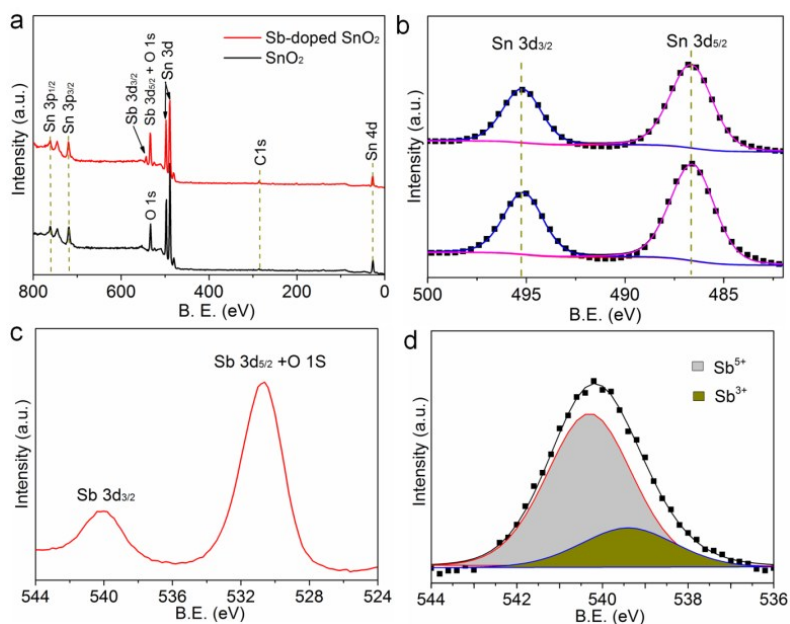 a
Sb-doped SnO₂
SnO₂
Sn 3p₁/₂
Sn 3p₃/₂
Sb 3d₃/₂
Sb 3d₅/₂ + O 1s
Sn 3d
C1s
Sn 4d
O 1s
Intensity (a.u.)
800 600 400 200 0
B. E. (eV)
b
Sn 3d₃/₂ Sn 3d₅/₂
Intensity (a.u.)
500 495 490 485
B.E. (eV)
c
Sb 3d₅/₂ +O 1S
Sb 3d₃/₂
Intensity (a.u.)
544 540 536 532 528 524
B.E. (eV)
d
Sb⁵⁺
Sb³⁺
Intensity (a.u.)
544 542 540 538 536
B.E. (eV)